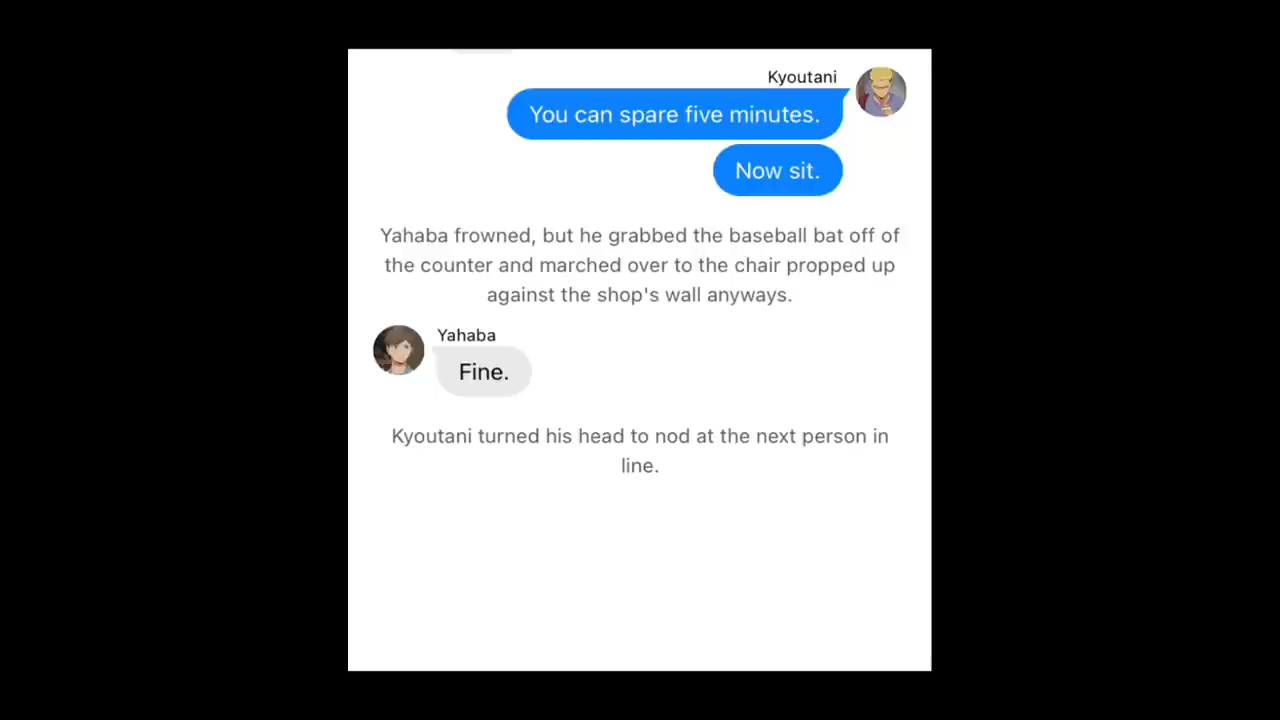 Kyoutani
You can spare five minutes.
Now sit.
Yahaba frowned, but he grabbed the baseball bat off of
the counter and marched over to the chair propped up
against the shop's wall anyways.
Yahaba
Fine.
Kyoutani turned his head to nod at the next person in
line.